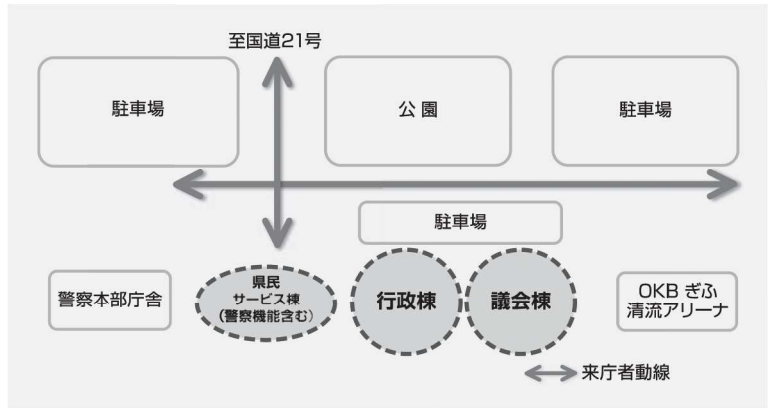 至国道21号
駐車場
公園
駐車場
駐車場
警察本部庁舎
県民
サービス棟
(警察機能含む)
行政棟
議会棟
OKB ぎふ
清流アリーナ
来庁者動線